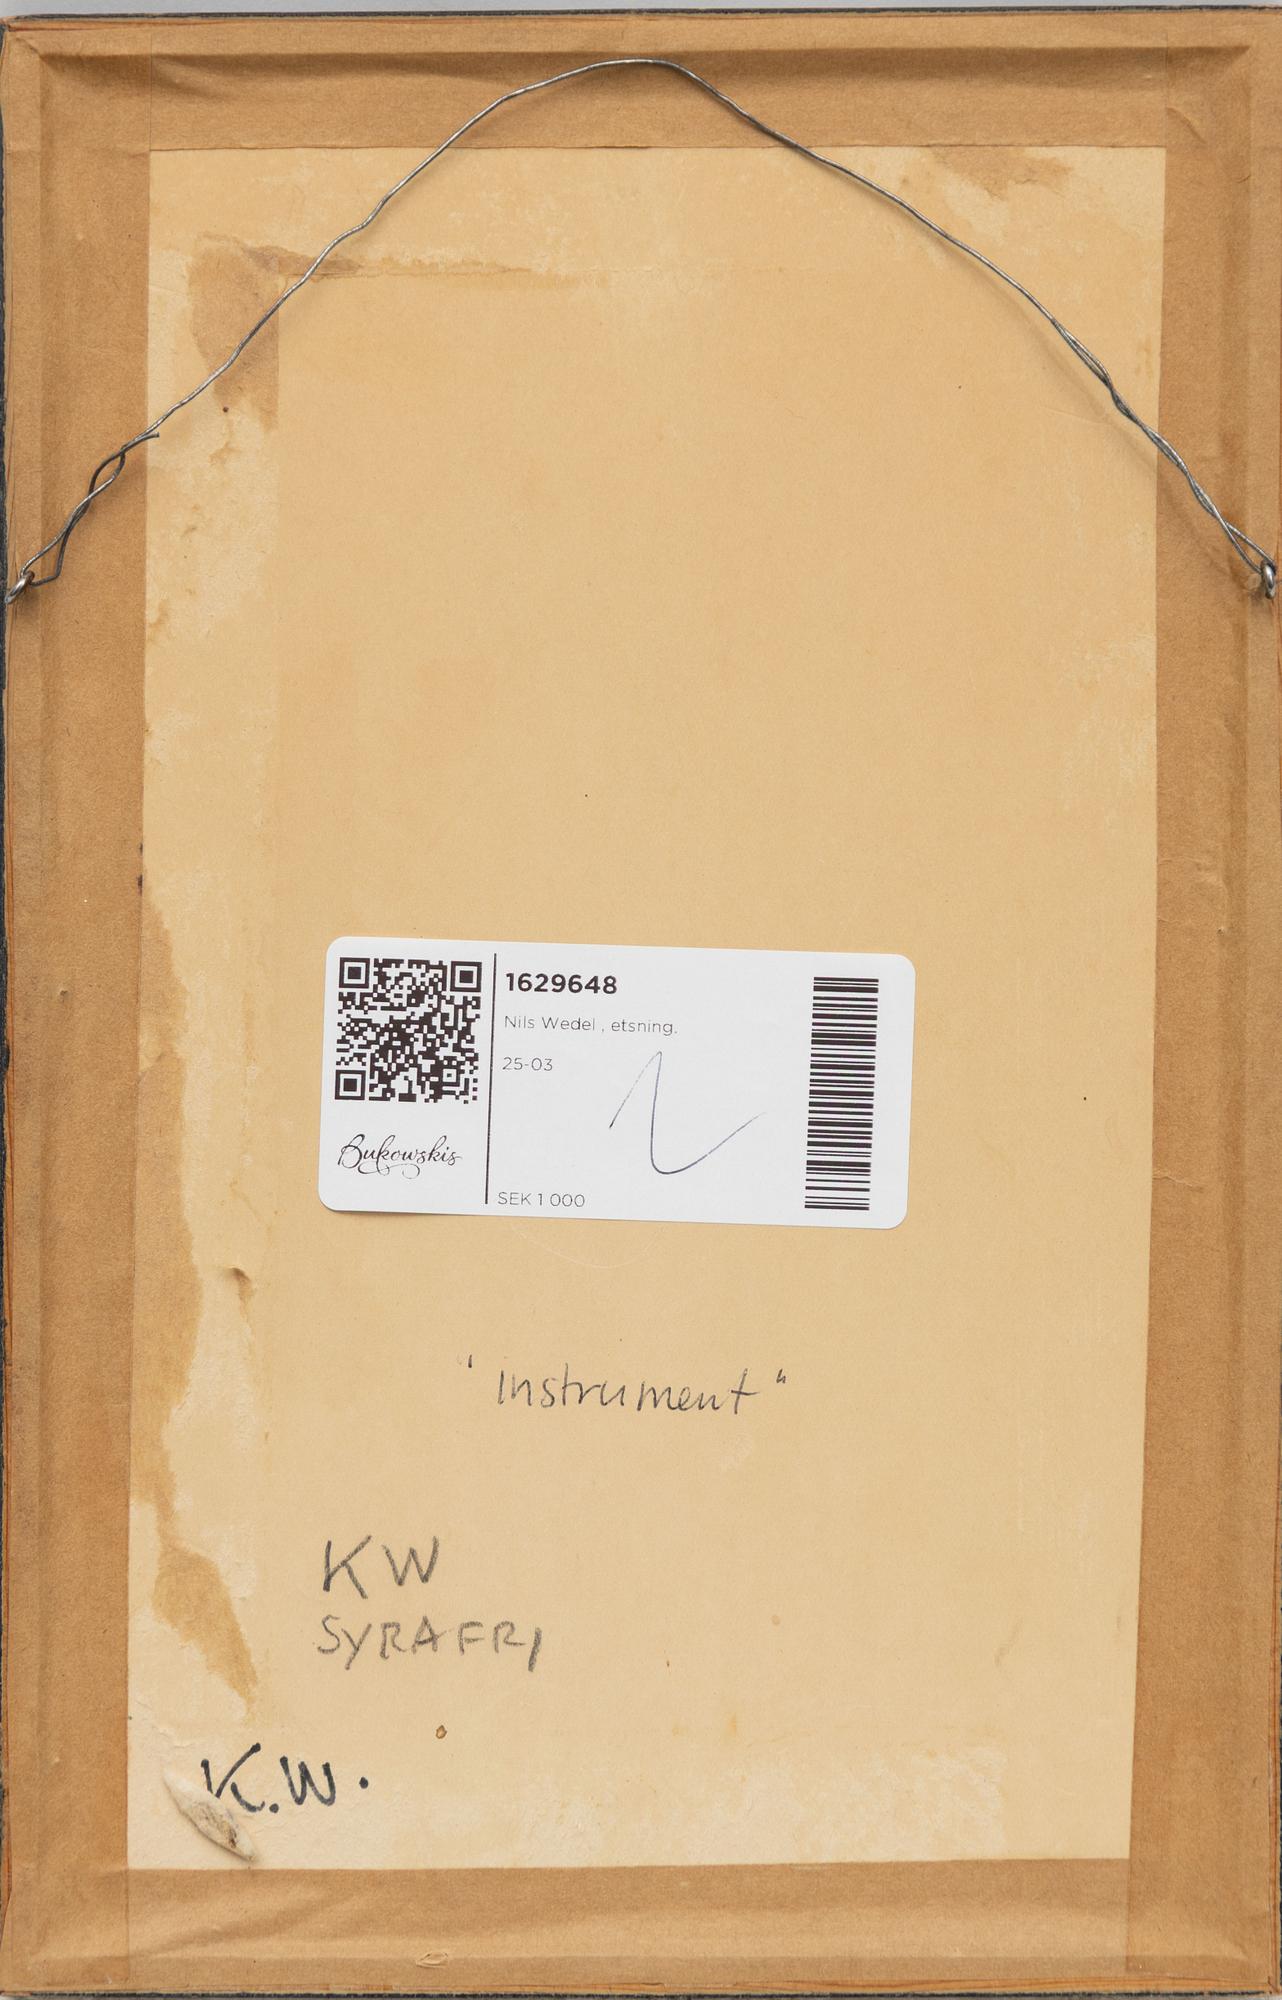 1629648
Nils Wedel , etsning.
25-03
Bukowskis
SEK 1 000
"instrument"
KW
SYRAFRI
K.W.